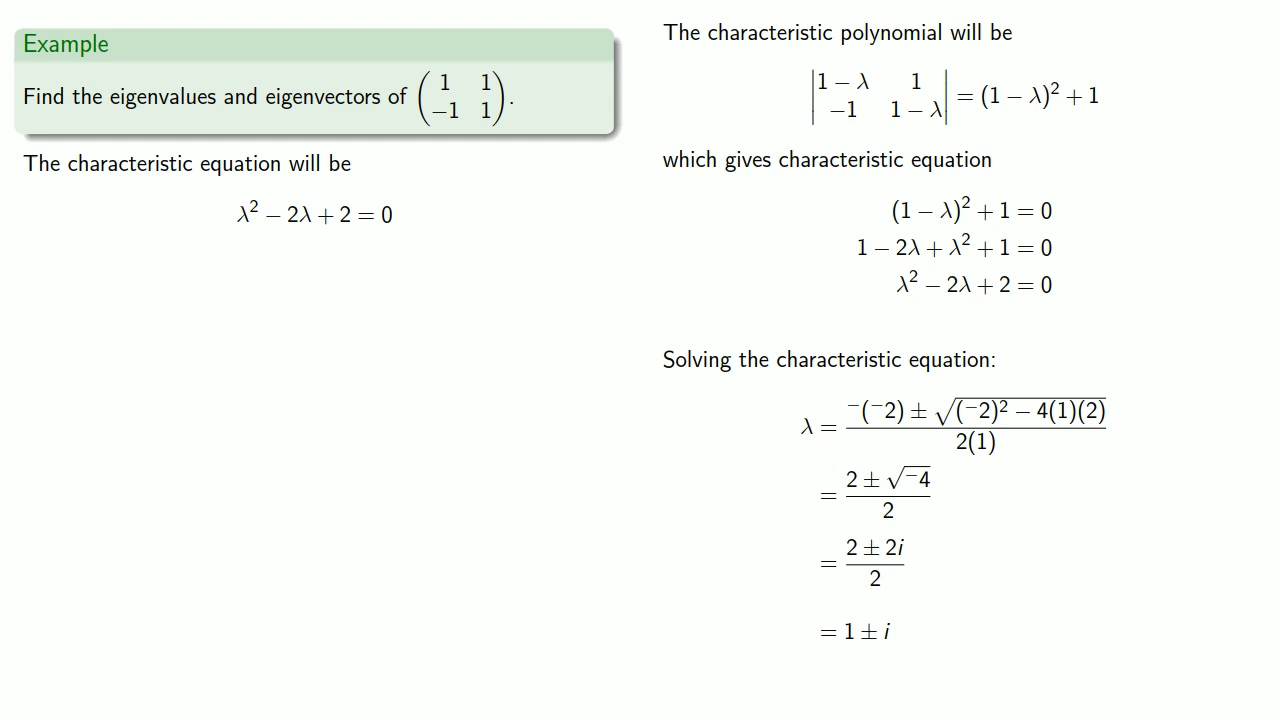 Example
Find the eigenvalues and eigenvectors of ( 1 1 ; −1 1 ).
The characteristic equation will be
λ² − 2λ + 2 = 0
The characteristic polynomial will be
| 1 − λ 1 ; −1 1 − λ | = (1 − λ)² + 1
which gives characteristic equation
(1 − λ)² + 1 = 0
1 − 2λ + λ² + 1 = 0
λ² − 2λ + 2 = 0
Solving the characteristic equation:
λ = (⁻(⁻2) ± √((⁻2)² − 4(1)(2))) / 2(1)
= (2 ± √⁻4) / 2
= (2 ± 2i) / 2
= 1 ± i